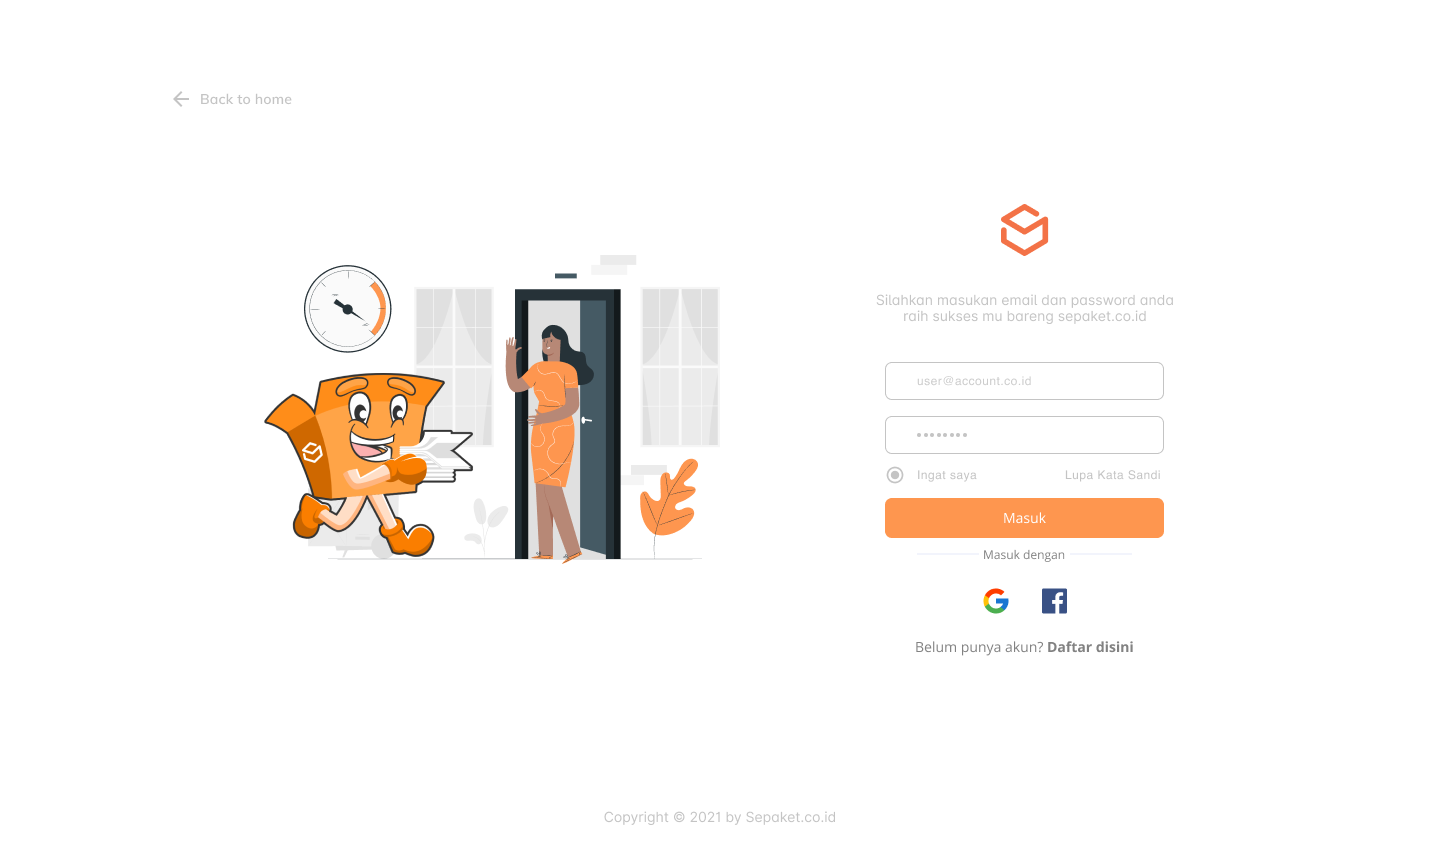 Back to home
Silahkan masukan email dan password anda
raih sukses mu bareng sepaket.co.id
user@account.co.id
••••••••
Ingat saya
Lupa Kata Sandi
Masuk
Masuk dengan
Belum punya akun? Daftar disini
Copyright © 2021 by Sepaket.co.id